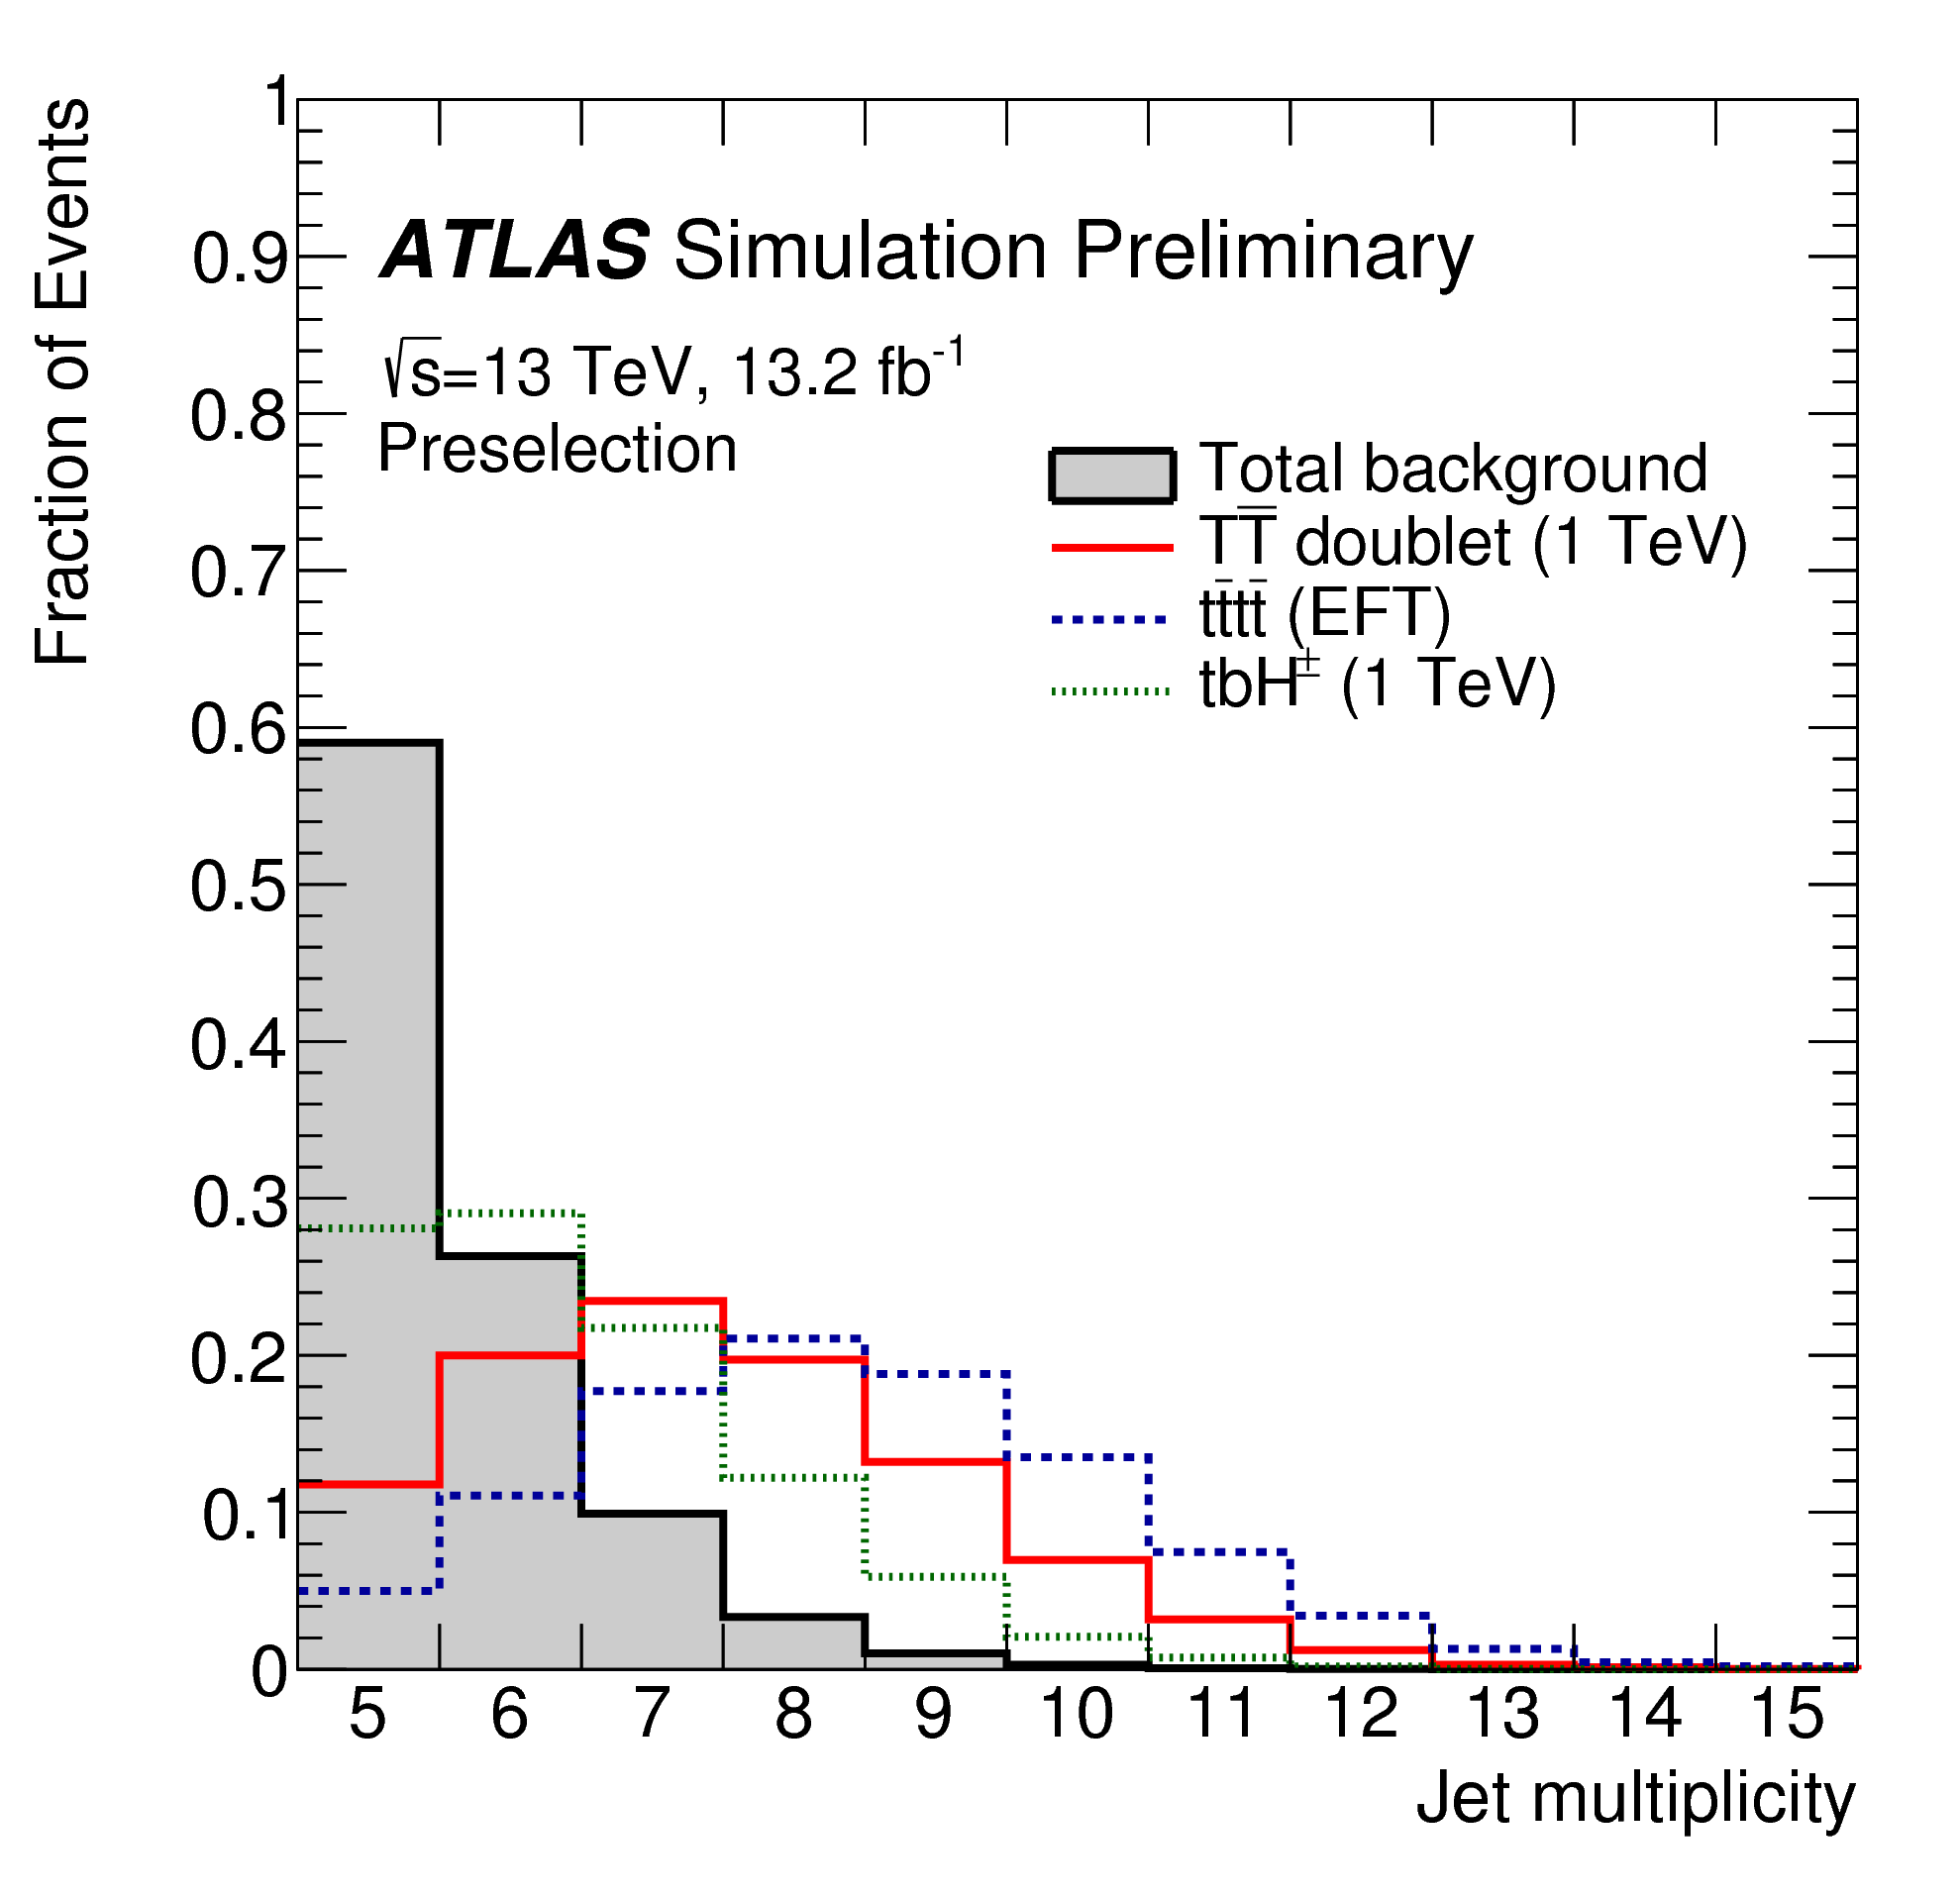 Fraction of Events
1
0.9
0.8
0.7
0.6
0.5
0.4
0.3
0.2
0.1
0
ATLAS Simulation Preliminary
√s=13 TeV, 13.2 fb⁻¹
Preselection
Total background
TT̅ doublet (1 TeV)
tt̅tt̅ (EFT)
tbH± (1 TeV)
5 6 7 8 9 10 11 12 13 14 15
Jet multiplicity